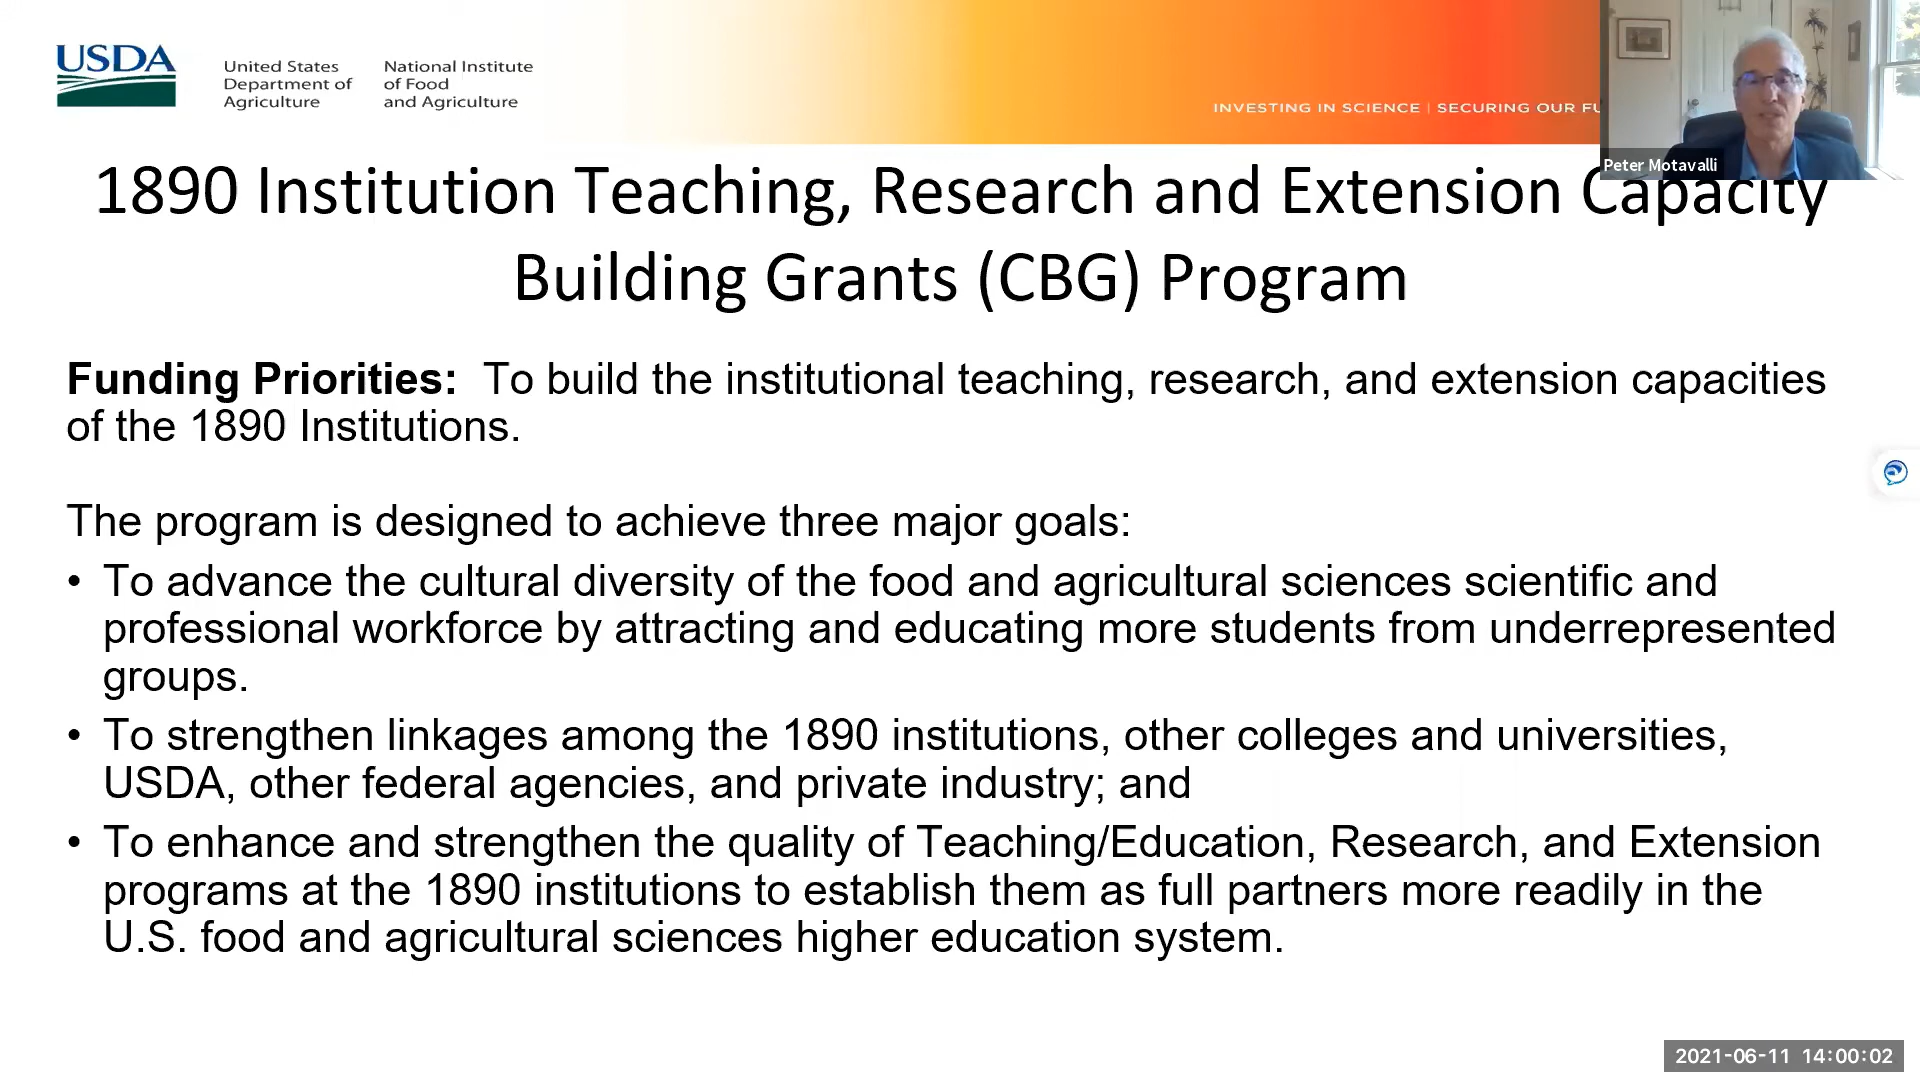 USDA
United States
Department of
Agriculture
National Institute
of Food
and Agriculture
INVESTING IN SCIENCE | SECURING OUR
Peter Motavalli
1890 Institution Teaching, Research and Extension Capacity
Building Grants (CBG) Program
Funding Priorities: To build the institutional teaching, research, and extension capacities
of the 1890 Institutions.
The program is designed to achieve three major goals:
• To advance the cultural diversity of the food and agricultural sciences scientific and
professional workforce by attracting and educating more students from underrepresented
groups.
• To strengthen linkages among the 1890 institutions, other colleges and universities,
USDA, other federal agencies, and private industry; and
• To enhance and strengthen the quality of Teaching/Education, Research, and Extension
programs at the 1890 institutions to establish them as full partners more readily in the
U.S. food and agricultural sciences higher education system.
2021-06-11 14:00:02